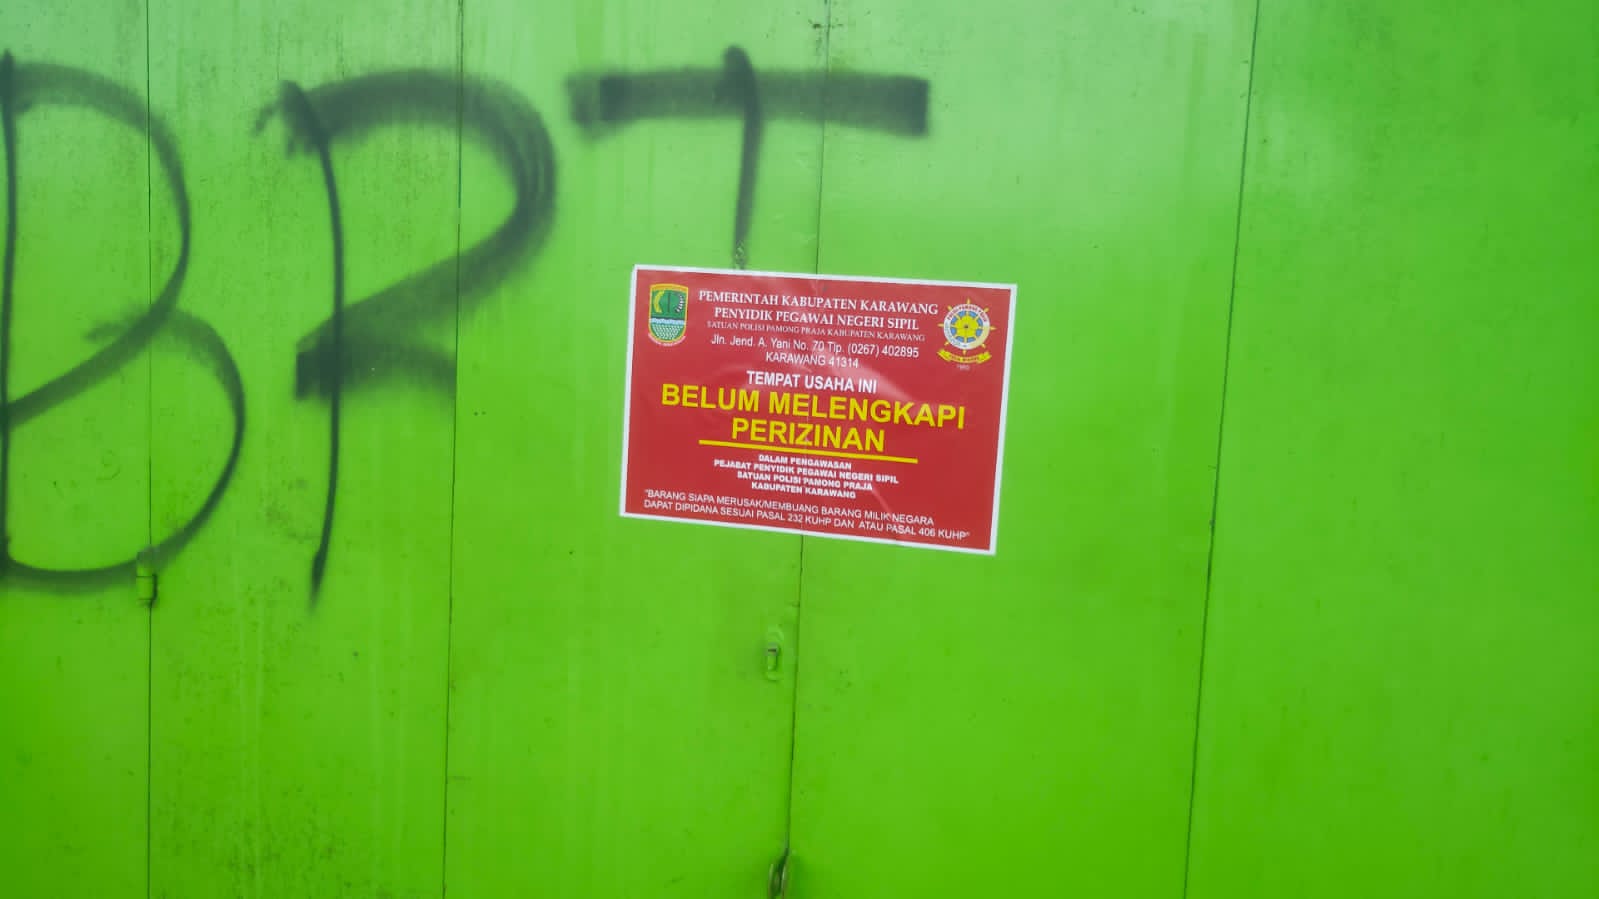 BRT
PEMERINTAH KABUPATEN KARAWANG
PENYIDIK PEGAWAI NEGERI SIPIL
SATUAN POLISI PAMONG PRAJA KABUPATEN KARAWANG
Jln. Jend. A. Yani No. 70 Tlp. (0267) 402895
KARAWANG 41314
TEMPAT USAHA INI
BELUM MELENGKAPI
PERIZINAN
DALAM PENGAWASAN
PEJABAT PENYIDIK PEGAWAI NEGERI SIPIL
SATUAN POLISI PAMONG PRAJA
KABUPATEN KARAWANG
"BARANG SIAPA MERUSAK/MEMBUANG BARANG MILIK NEGARA
DAPAT DIPIDANA SESUAI PASAL 232 KUHP DAN ATAU PASAL 406 KUHP"